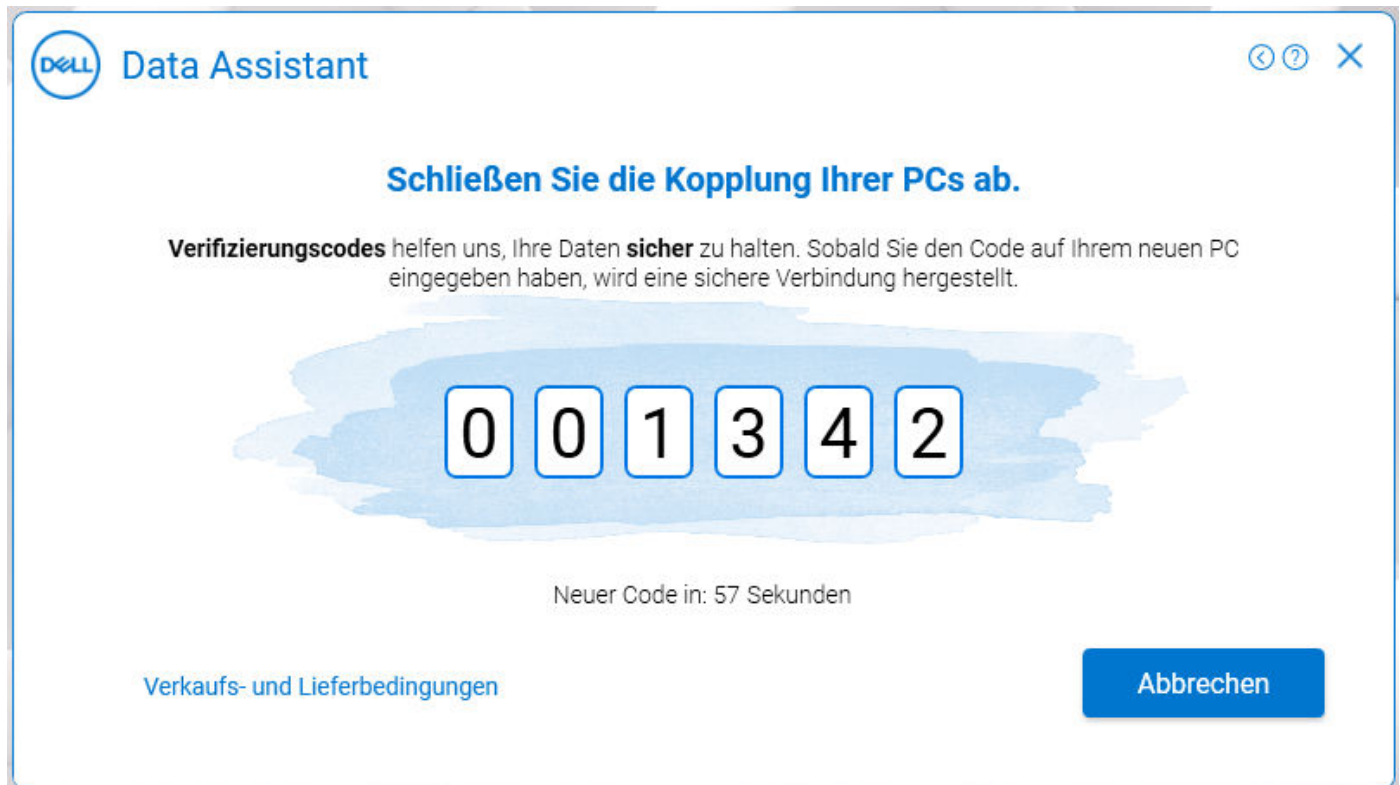 DELL
Data Assistant
Schließen Sie die Kopplung Ihrer PCs ab.
Verifizierungscodes helfen uns, Ihre Daten sicher zu halten. Sobald Sie den Code auf Ihrem neuen PC
eingegeben haben, wird eine sichere Verbindung hergestellt.
0 0 1 3 4 2
Neuer Code in: 57 Sekunden
Verkaufs- und Lieferbedingungen
Abbrechen